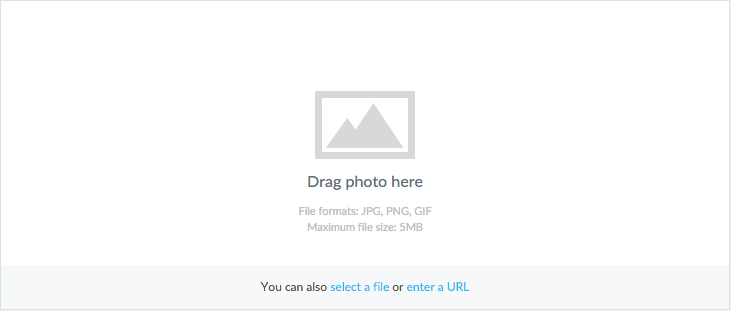 Drag photo here
File formats: JPG, PNG, GIF
Maximum file size: 5MB
You can also select a file or enter a URL